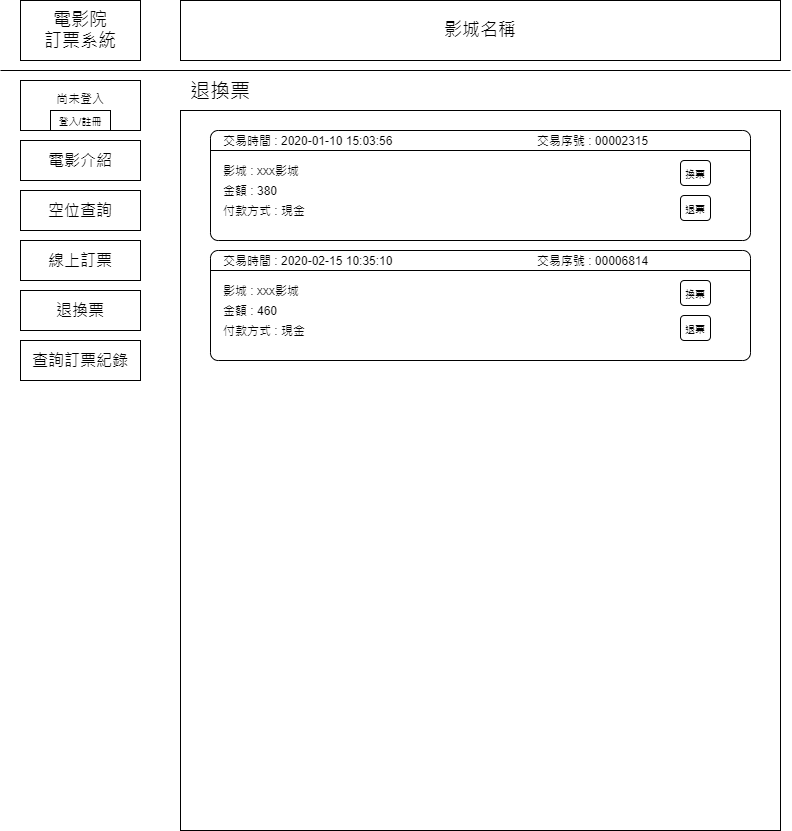 電影院
訂票系統
影城名稱
尚未登入
登入/註冊
電影介紹
空位查詢
線上訂票
退換票
查詢訂票紀錄
退換票
交易時間 : 2020-01-10 15:03:56
交易序號 : 00002315
影城 : xxx影城
金額 : 380
付款方式 : 現金
換票
退票
交易時間 : 2020-02-15 10:35:10
交易序號 : 00006814
影城 : xxx影城
金額 : 460
付款方式 : 現金
換票
退票